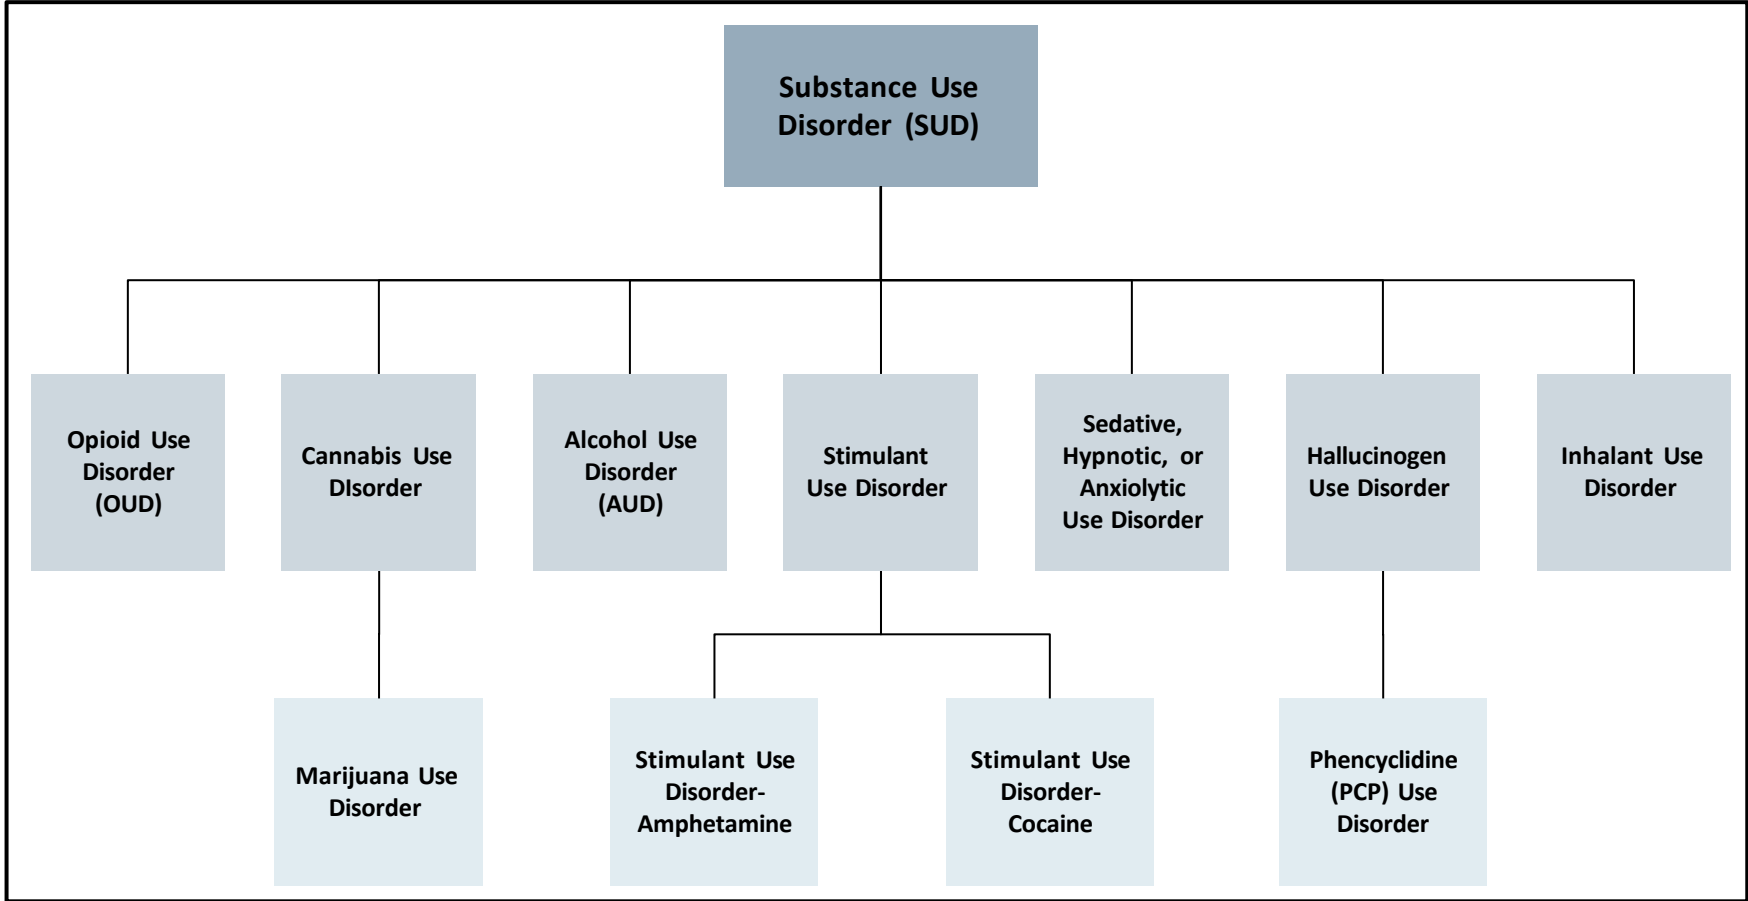 Substance Use
Disorder (SUD)
Opioid Use
Disorder
(OUD)
Cannabis Use
DIsorder
Alcohol Use
Disorder
(AUD)
Stimulant
Use Disorder
Sedative,
Hypnotic, or
Anxiolytic
Use Disorder
Hallucinogen
Use Disorder
Inhalant Use
Disorder
Marijuana Use
Disorder
Stimulant Use
Disorder-
Amphetamine
Stimulant Use
Disorder-
Cocaine
Phencyclidine
(PCP) Use
Disorder